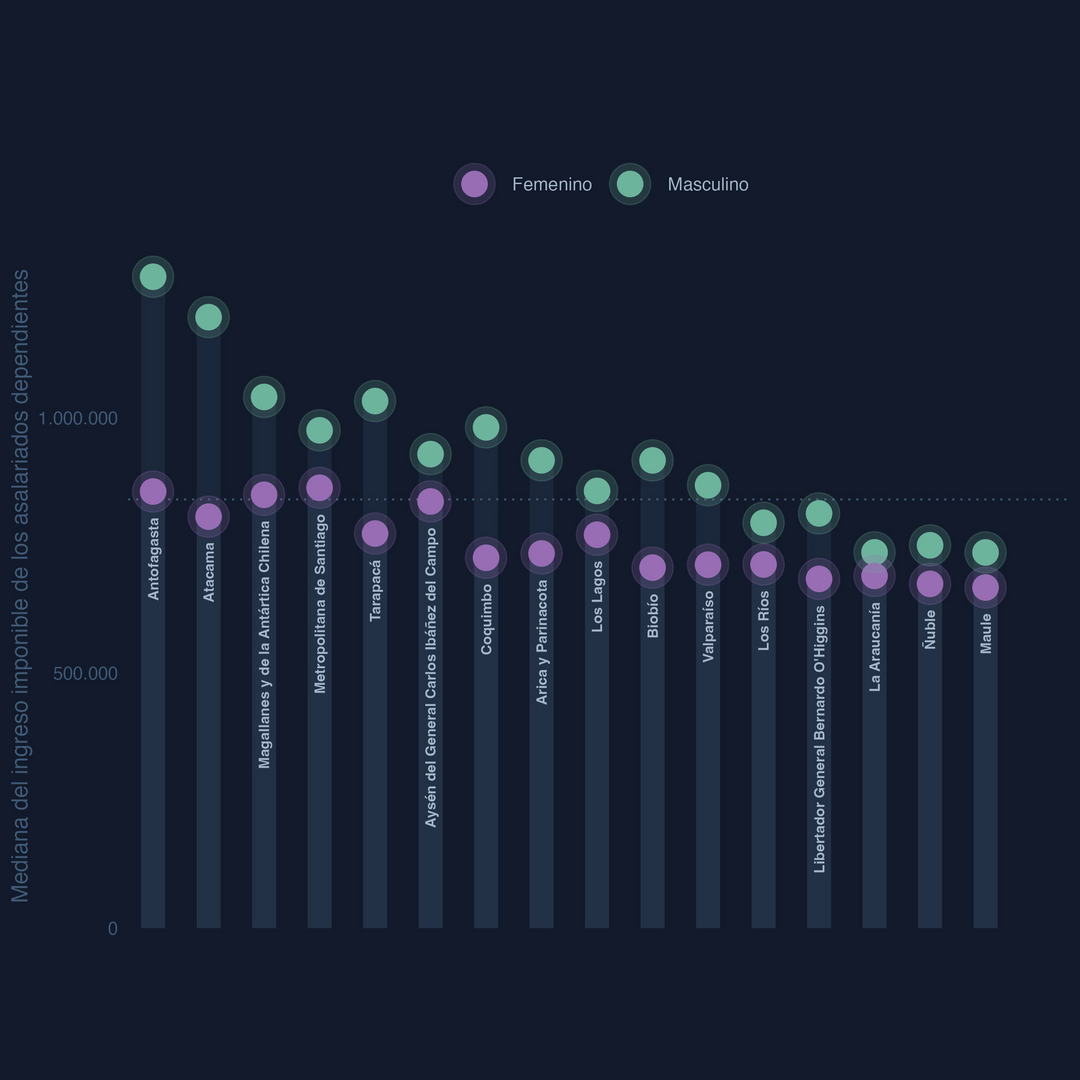 Femenino
Masculino
Mediana del ingreso imponible de los asalariados dependientes
1.000.000
500.000
0
Antofagasta
Atacama
Magallanes y de la Antártica Chilena
Metropolitana de Santiago
Tarapacá
Aysén del General Carlos Ibáñez del Campo
Coquimbo
Arica y Parinacota
Los Lagos
Biobío
Valparaíso
Los Ríos
Libertador General Bernardo O'Higgins
La Araucanía
Ñuble
Maule